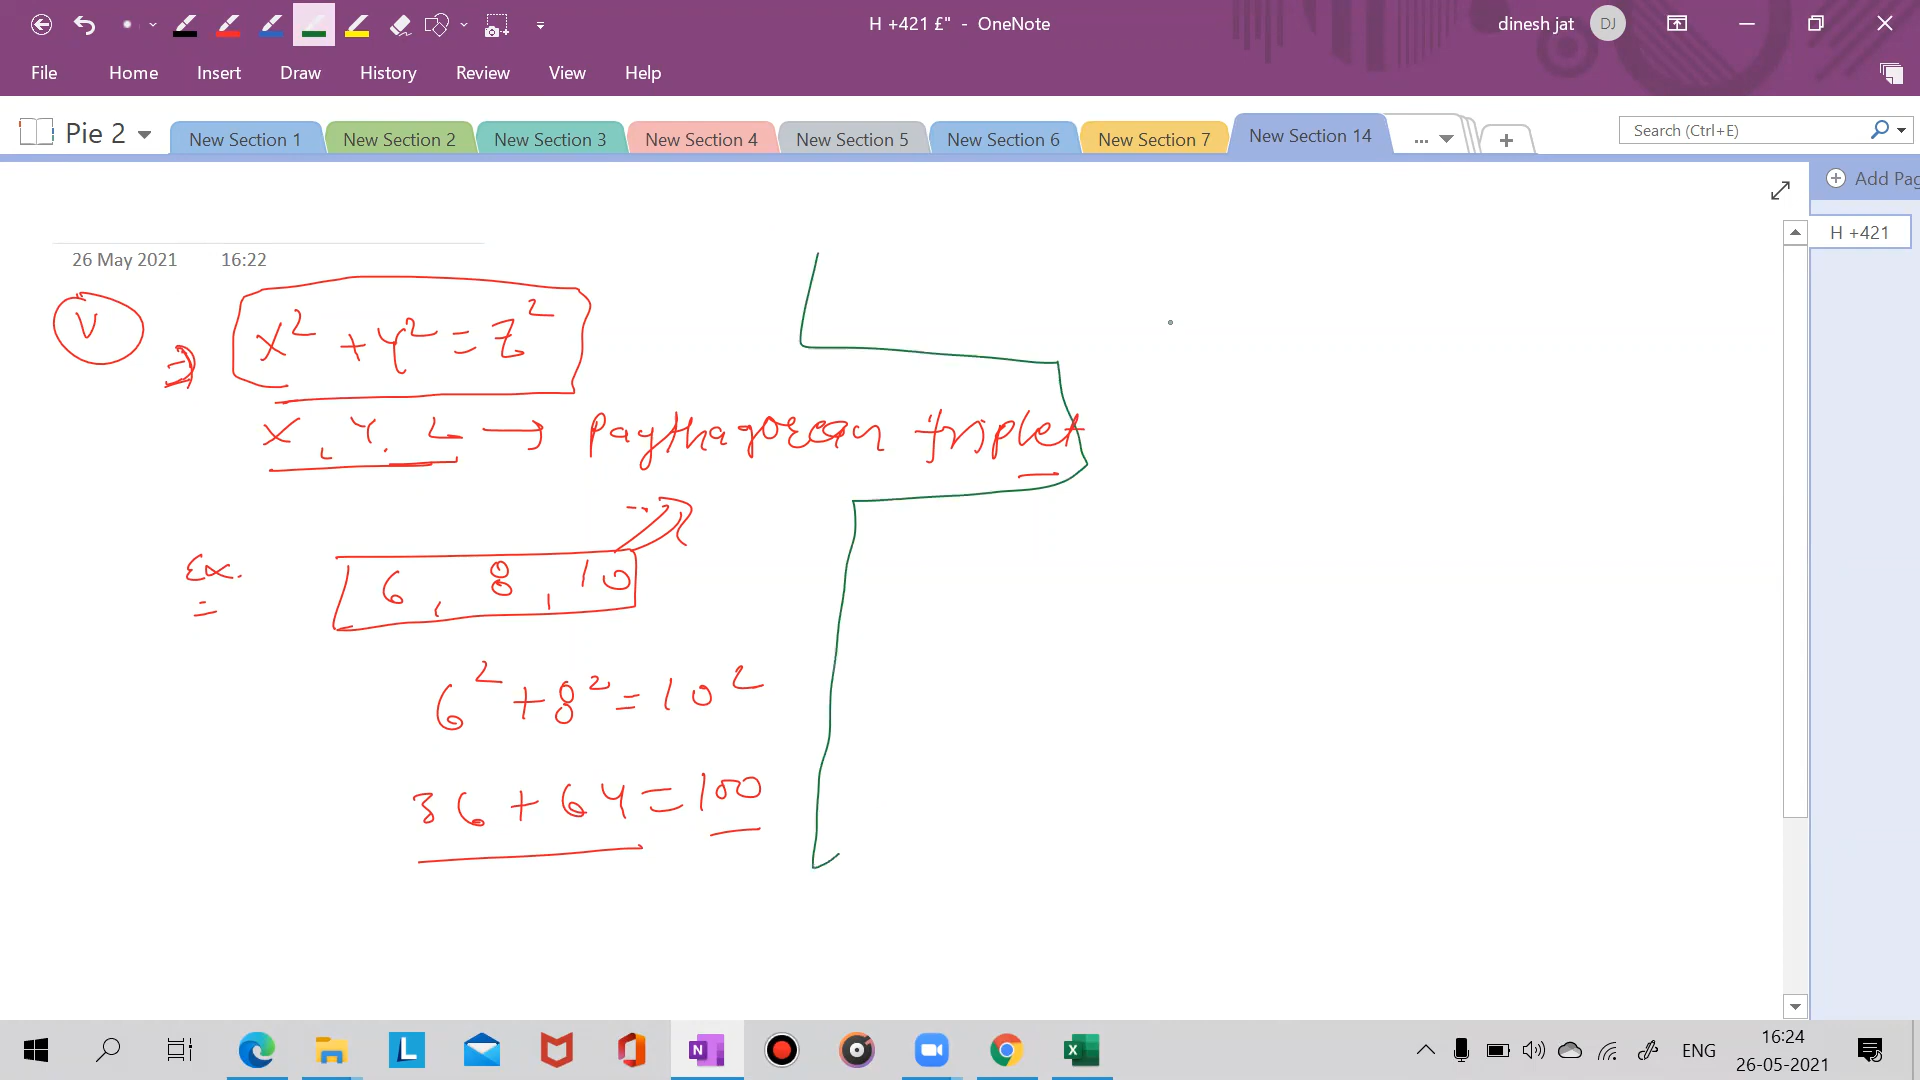 H +421 £" - OneNote
dinesh jat
DJ
File Home Insert Draw History Review View Help
Pie 2
New Section 1 New Section 2 New Section 3 New Section 4 New Section 5 New Section 6 New Section 7 New Section 14 ...
Search (Ctrl+E)
Add Pag
H +421
26 May 2021 16:22
V ⇒ x² + y² = z²
x, y, z → Paythagorean triplet
Ex. =
6, 8, 10
6² + 8² = 10²
36 + 64 = 100
L
N
X
ENG
16:24
26-05-2021